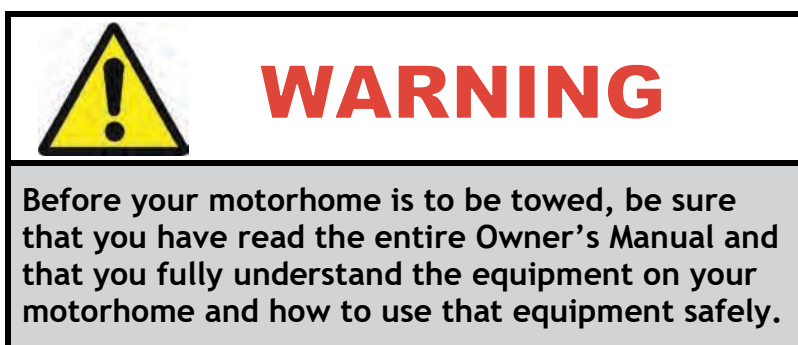 WARNING
Before your motorhome is to be towed, be sure
that you have read the entire Owner’s Manual and
that you fully understand the equipment on your
motorhome and how to use that equipment safely.